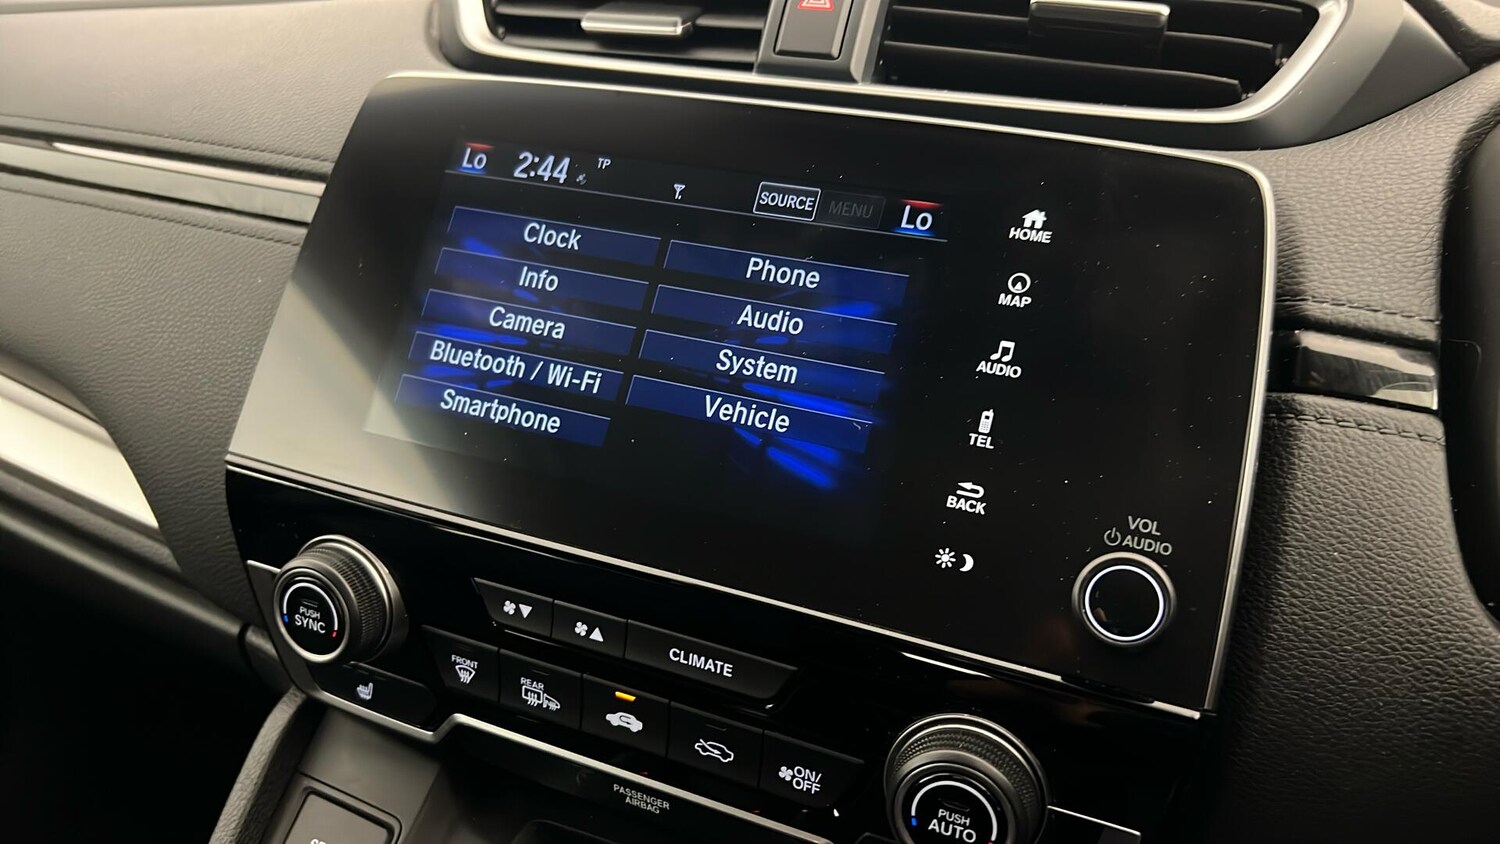 Lo 2:44 TP SOURCE MENU Lo
Clock
Info
Camera
Bluetooth / Wi-Fi
Smartphone
Phone
Audio
System
Vehicle
HOME
MAP
AUDIO
TEL
BACK
VOL
AUDIO
PUSH
SYNC
CLIMATE
FRONT
REAR
ON/
OFF
PUSH
AUTO
PASSENGER
AIRBAG